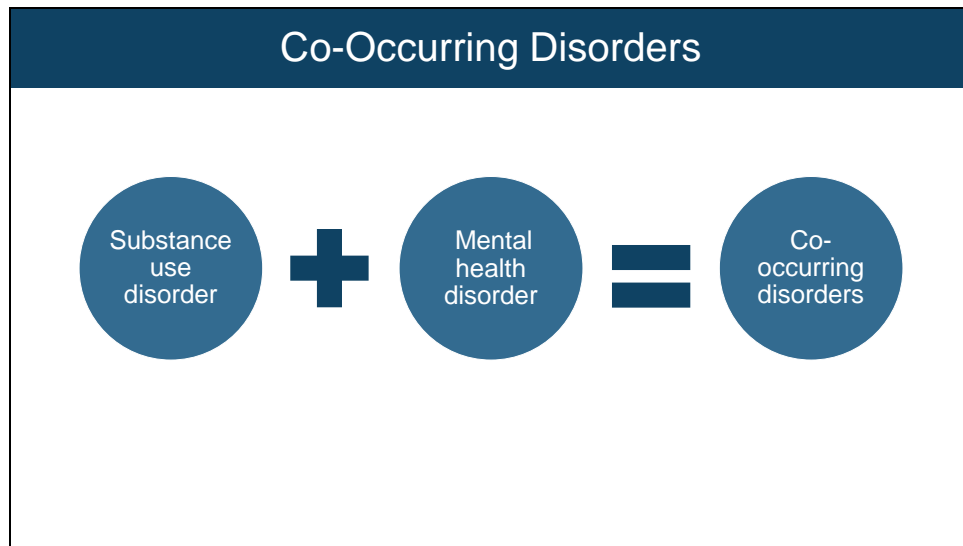 Co-Occurring Disorders
Substance
use
disorder
Mental
health
disorder
Co-
occurring
disorders